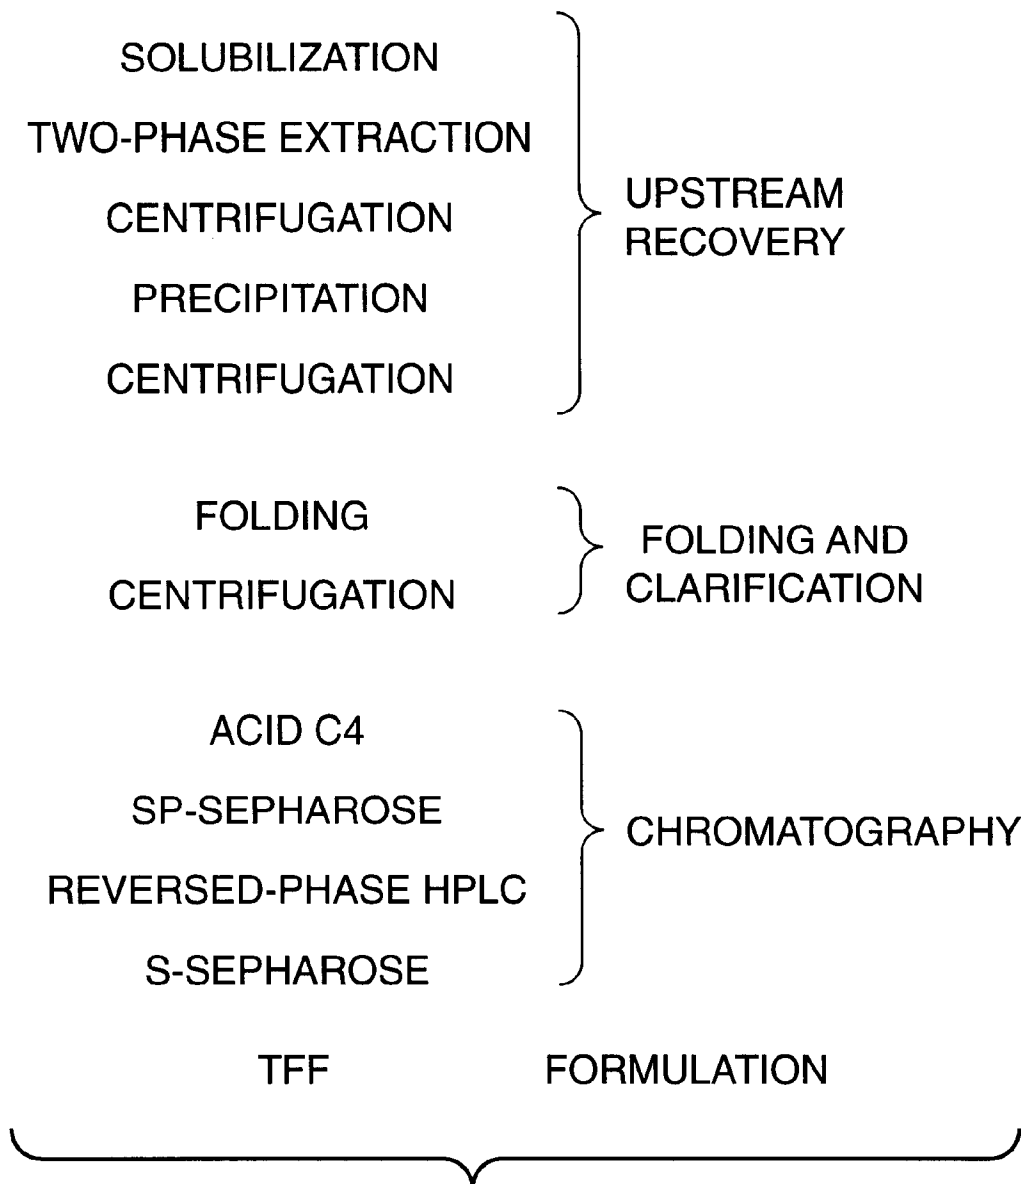 SOLUBILIZATION
TWO-PHASE EXTRACTION
CENTRIFUGATION
PRECIPITATION
CENTRIFUGATION
UPSTREAM
RECOVERY
FOLDING
CENTRIFUGATION
FOLDING AND
CLARIFICATION
ACID C4
SP-SEPHAROSE
REVERSED-PHASE HPLC
S-SEPHAROSE
CHROMATOGRAPHY
TFF FORMULATION